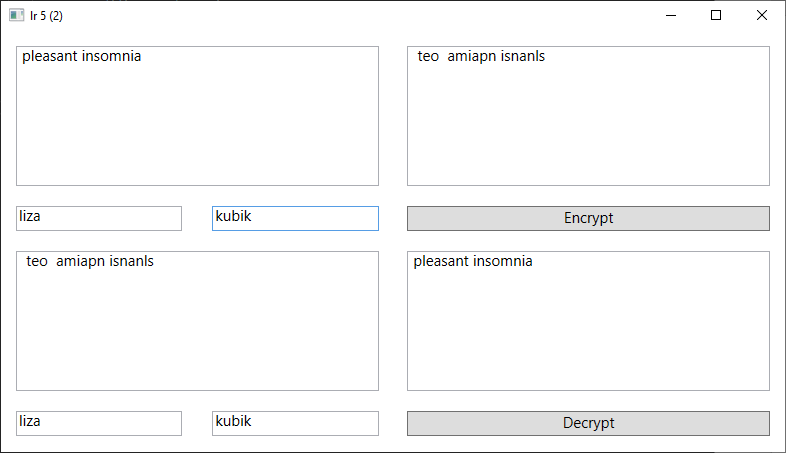 lr 5 (2)
pleasant insomnia
teo  amiapn isnanls
liza
kubik
Encrypt
teo  amiapn isnanls
pleasant insomnia
liza
kubik
Decrypt